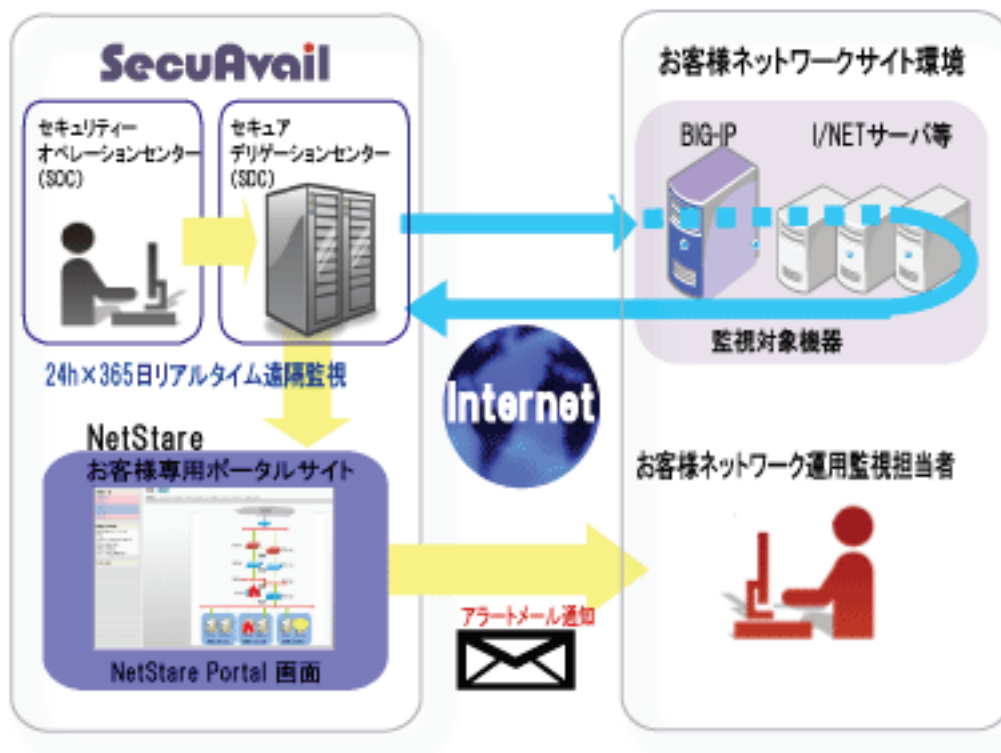 SecuAvail
セキュリティー
オペレーションセンター
(SOC)
セキュア
デリゲーションセンター
(SDC)
24h×365日リアルタイム遠隔監視
NetStare
お客様専用ポータルサイト
NetStare Portal 画面
Internet
アラートメール通知
お客様ネットワークサイト環境
BIG-IP
I/NETサーバ等
監視対象機器
お客様ネットワーク運用監視担当者